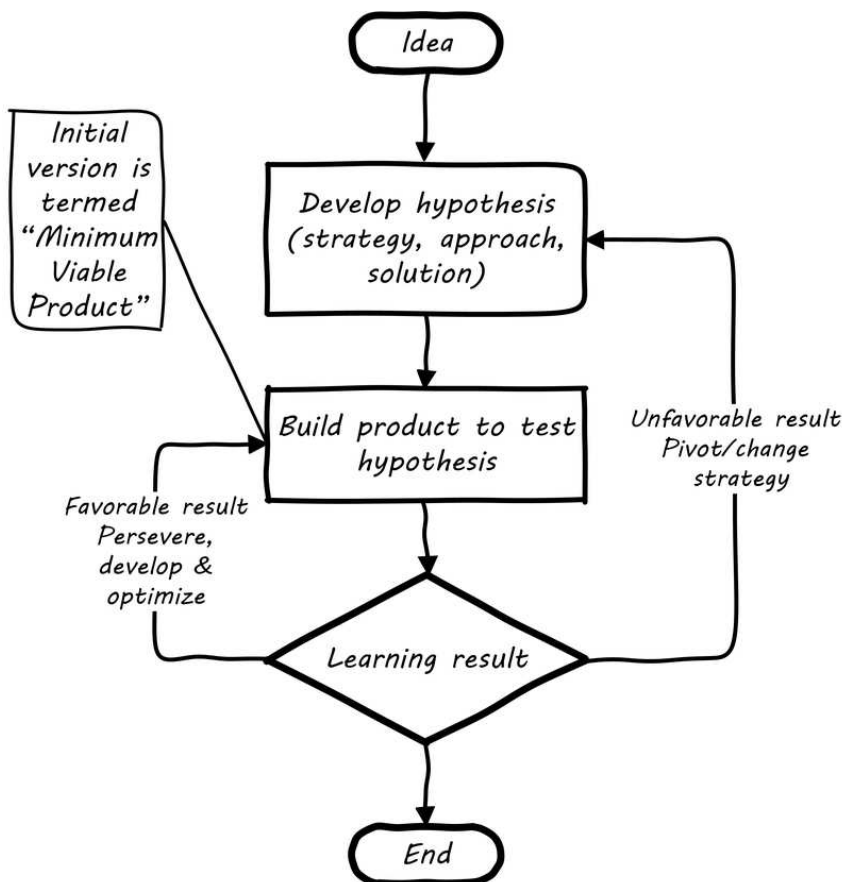 Idea
Initial
version is
termed
“Minimum
Viable
Product”
Develop hypothesis
(strategy, approach,
solution)
Build product to test
hypothesis
Unfavorable result
Pivot/change
strategy
Favorable result
Persevere,
develop &
optimize
Learning result
End